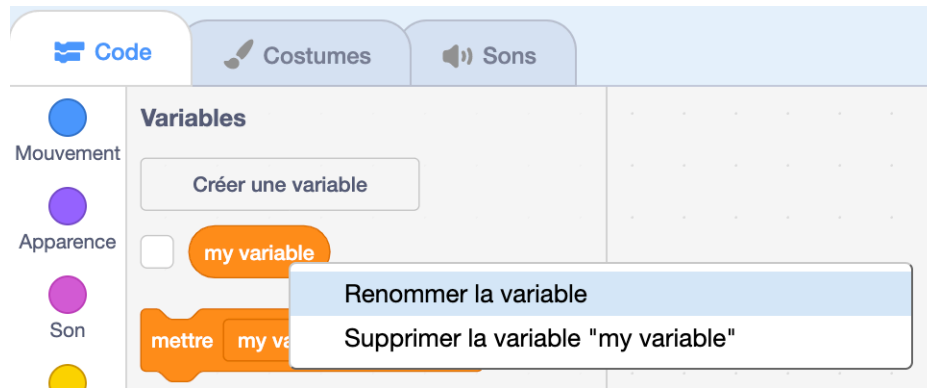 Code
Costumes
Sons
Mouvement
Apparence
Son
Variables
Créer une variable
my variable
Renommer la variable
Supprimer la variable "my variable"
mettre my va